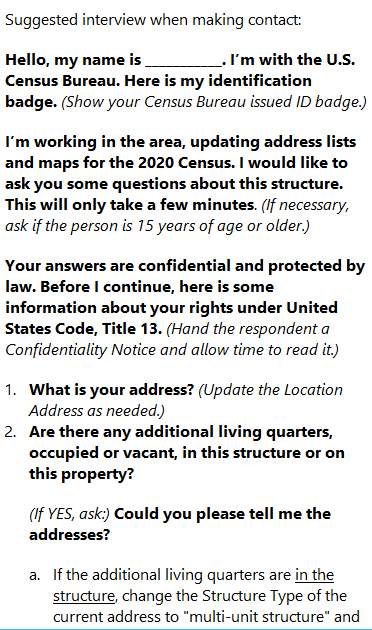 Suggested interview when making contact:
Hello, my name is ___________. I’m with the U.S.
Census Bureau. Here is my identification
badge. (Show your Census Bureau issued ID badge.)
I’m working in the area, updating address lists
and maps for the 2020 Census. I would like to
ask you some questions about this structure.
This will only take a few minutes. (If necessary,
ask if the person is 15 years of age or older.)
Your answers are confidential and protected by
law. Before I continue, here is some
information about your rights under United
States Code, Title 13. (Hand the respondent a
Confidentiality Notice and allow time to read it.)
1. What is your address? (Update the Location
Address as needed.)
2. Are there any additional living quarters,
occupied or vacant, in this structure or on
this property?
(If YES, ask:) Could you please tell me the
addresses?
a. If the additional living quarters are in the
structure, change the Structure Type of the
current address to "multi-unit structure" and